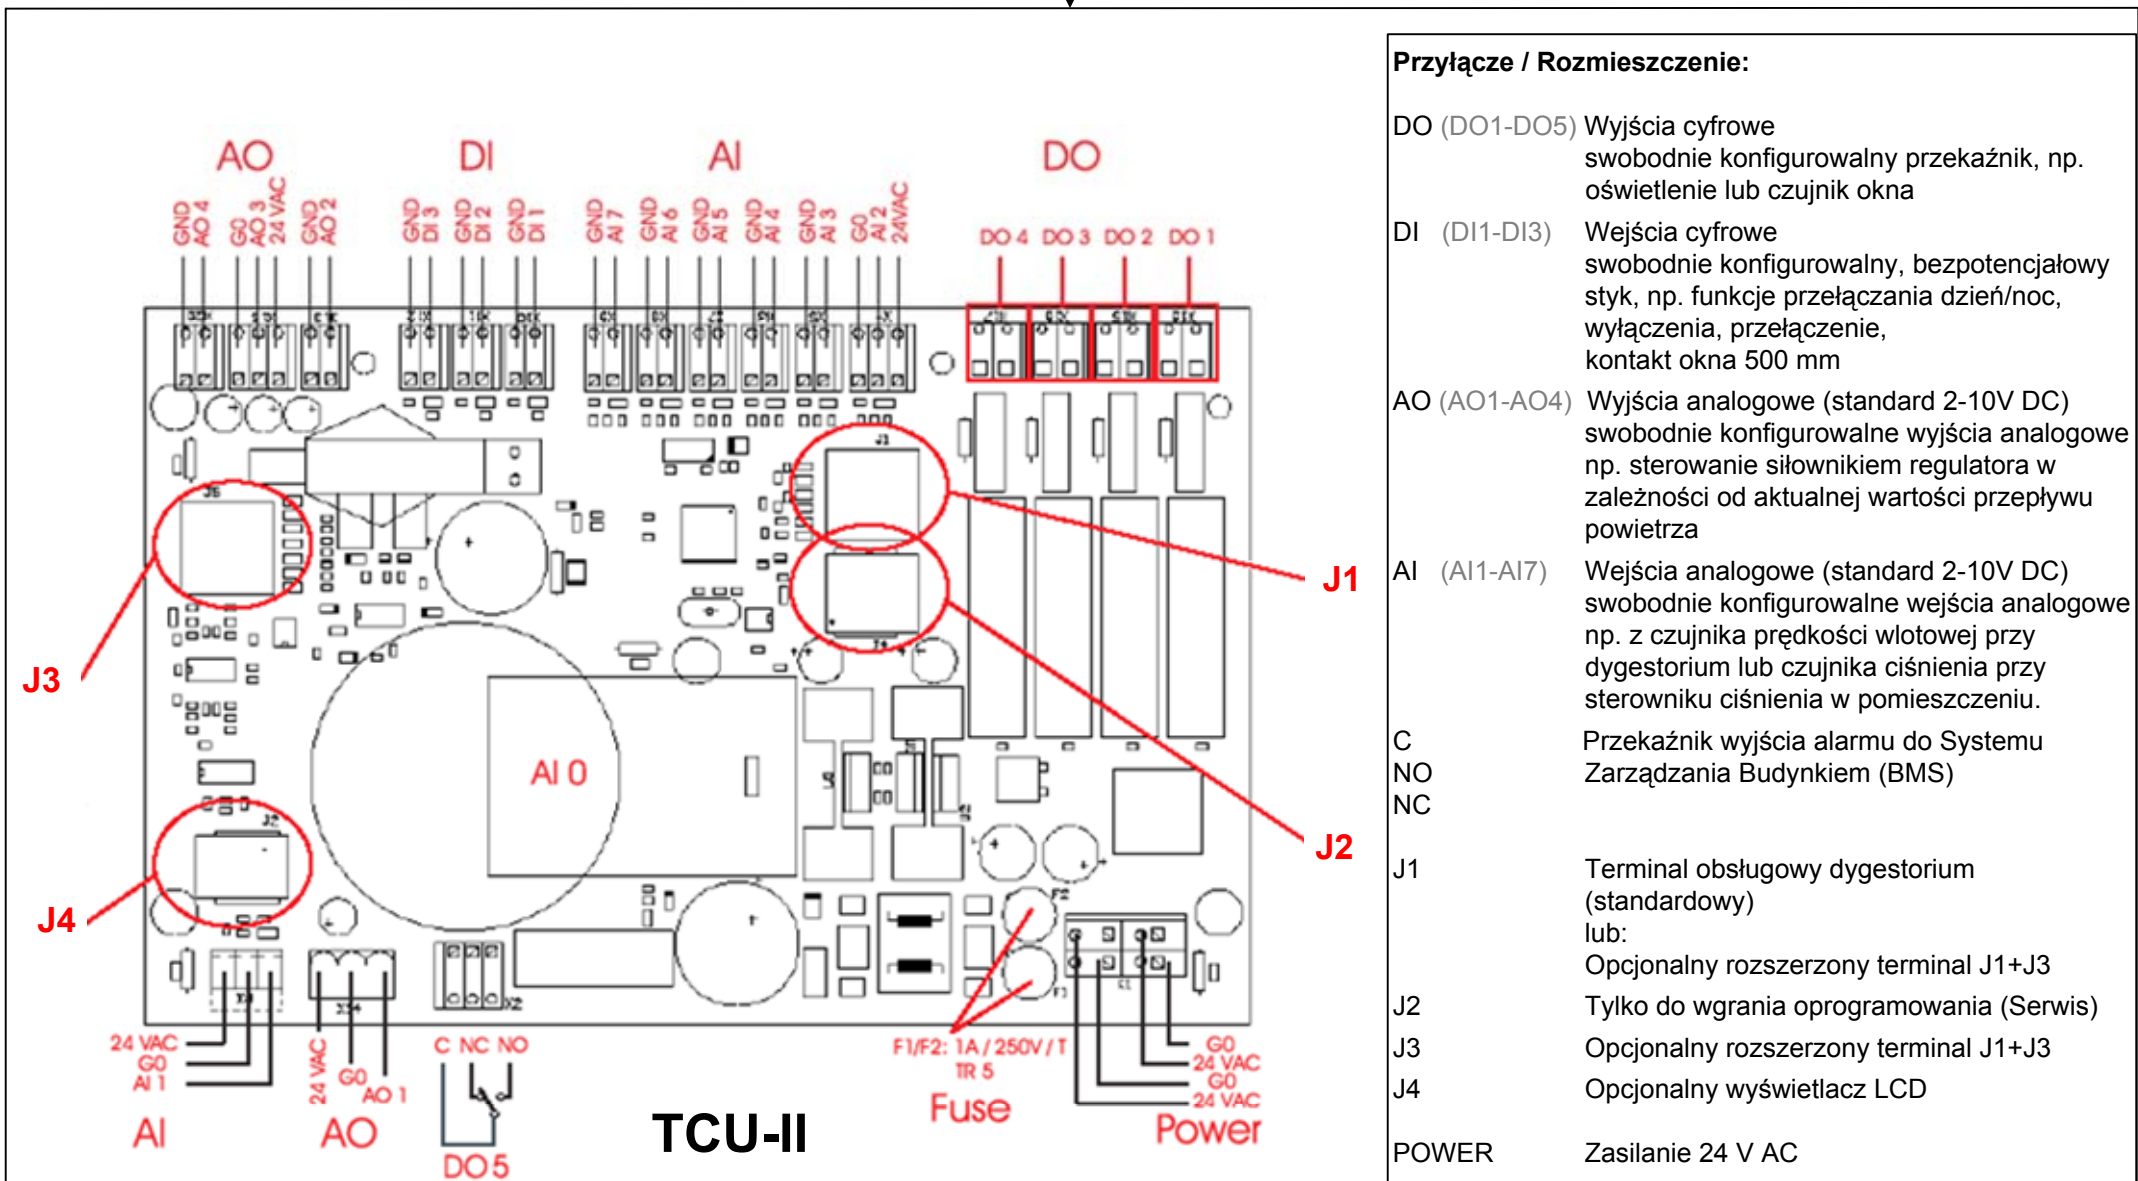 AO DI AI DO
GND
AO 4
G0
AO 3
24 VAC
GND
AO 2
GND
DI 3
GND
DI 2
GND
DI 1
GND
AI 7
GND
AI 6
GND
AI 5
GND
AI 4
GND
AI 3
G0
AI 2
24VAC
DO 4 DO 3 DO 2 DO 1
J1
J5
J1
J3
J2
AI 0
J2
J4
F2
F1
24 VAC
G0
AI 1
AI
24 VAC
G0
AO 1
AO
C NC NO
DO 5
TCU-II
F1/F2: 1A / 250V / T
TR 5
Fuse
G0
24 VAC
G0
24 VAC
Power
Przyłącze / Rozmieszczenie:
DO (DO1-DO5) Wyjścia cyfrowe
swobodnie konfigurowalny przekaźnik, np.
oświetlenie lub czujnik okna
DI (DI1-DI3) Wejścia cyfrowe
swobodnie konfigurowalny, bezpotencjałowy
styk, np. funkcje przełączania dzień/noc,
wyłączenia, przełączenie,
kontakt okna 500 mm
AO (AO1-AO4) Wyjścia analogowe (standard 2-10V DC)
swobodnie konfigurowalne wyjścia analogowe
np. sterowanie siłownikiem regulatora w
zależności od aktualnej wartości przepływu
powietrza
AI (AI1-AI7) Wejścia analogowe (standard 2-10V DC)
swobodnie konfigurowalne wejścia analogowe
np. z czujnika prędkości wlotowej przy
dygestorium lub czujnika ciśnienia przy
sterowniku ciśnienia w pomieszczeniu.
C Przekaźnik wyjścia alarmu do Systemu
NO Zarządzania Budynkiem (BMS)
NC
J1 Terminal obsługowy dygestorium
(standardowy)
lub:
Opcjonalny rozszerzony terminal J1+J3
J2 Tylko do wgrania oprogramowania (Serwis)
J3 Opcjonalny rozszerzony terminal J1+J3
J4 Opcjonalny wyświetlacz LCD
POWER Zasilanie 24 V AC